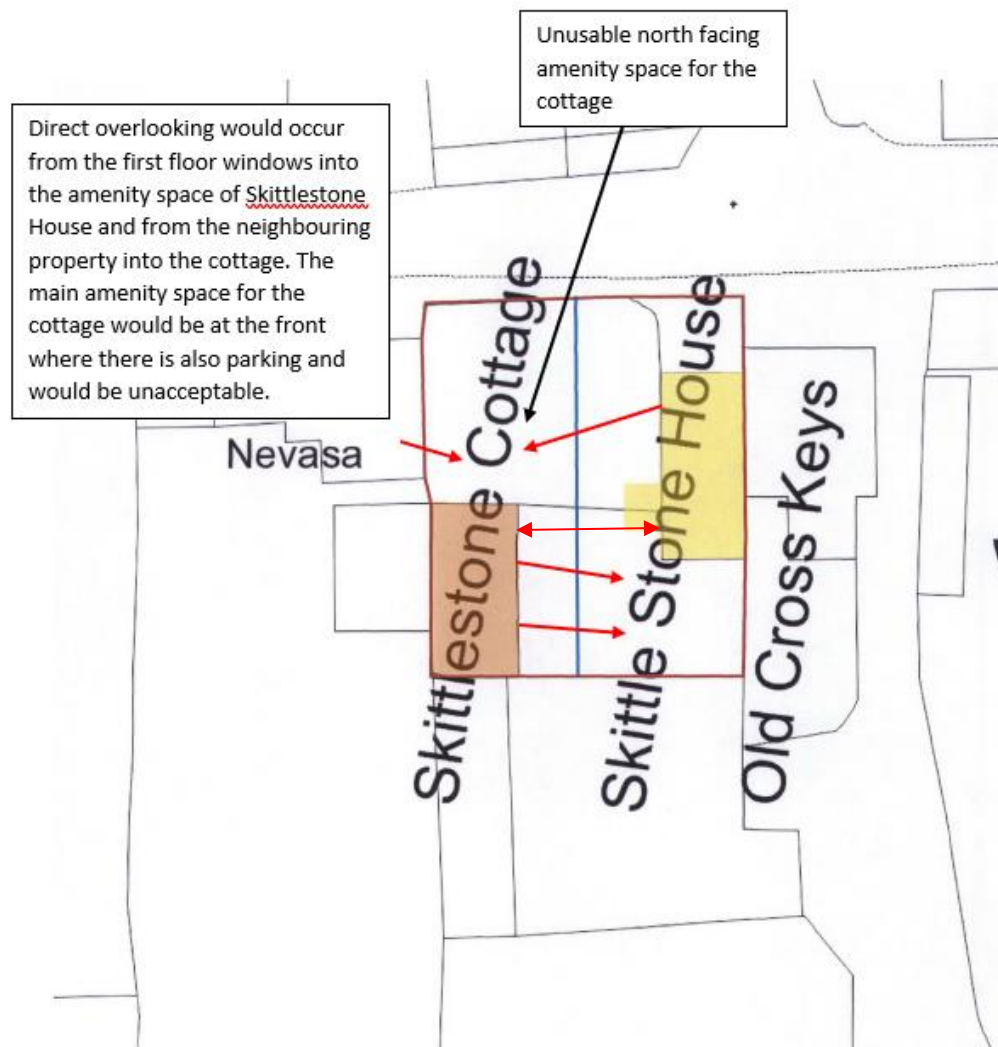 Unusable north facing
amenity space for the
cottage
Direct overlooking would occur
from the first floor windows into
the amenity space of Skittlestone
House and from the neighbouring
property into the cottage. The
main amenity space for the
cottage would be at the front
where there is also parking and
would be unacceptable.
Nevasa
Skittlestone Cottage
Skittle Stone House
Old Cross Keys